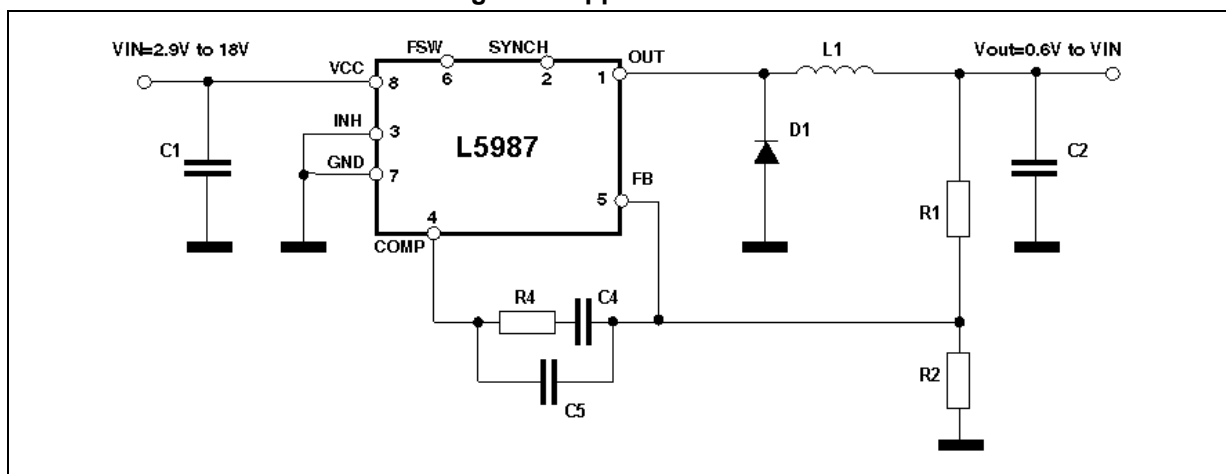 VIN=2.9V to 18V
FSW
SYNCH
L1
Vout=0.6V to VIN
VCC
6
2
OUT
8
1
INH
3
D1
C1
L5987
C2
GND
7
FB
5
R1
4
COMP
R4
C4
R2
C5